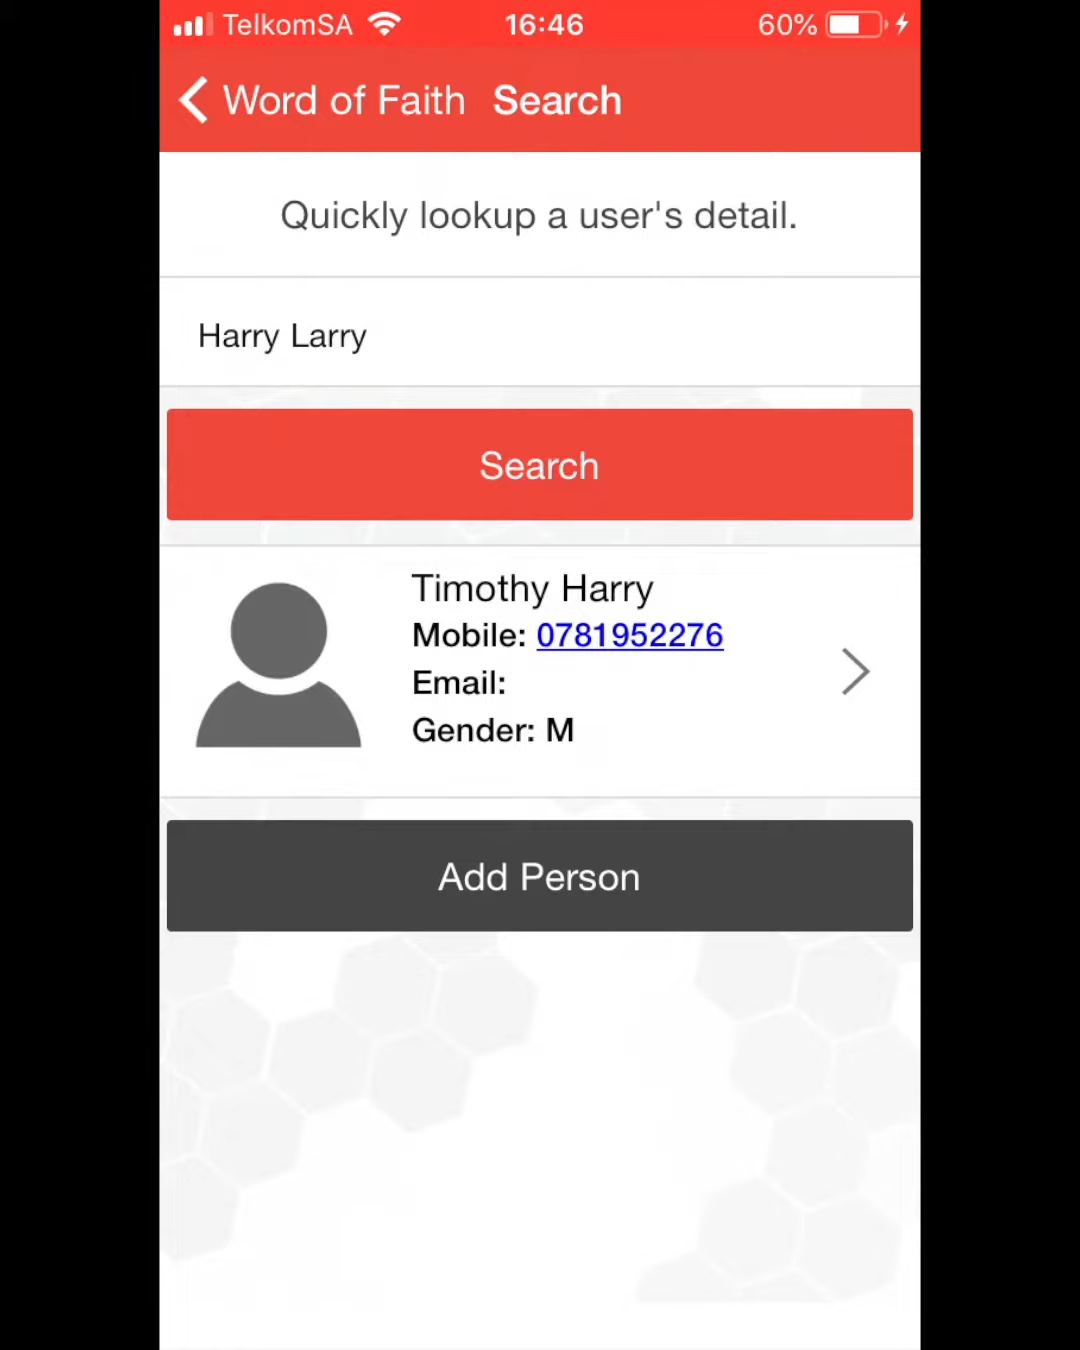 TelkomSA 16:46 60%
Word of Faith Search
Quickly lookup a user's detail.
Harry Larry
Search
Timothy Harry
Mobile: 0781952276
Email:
Gender: M
Add Person